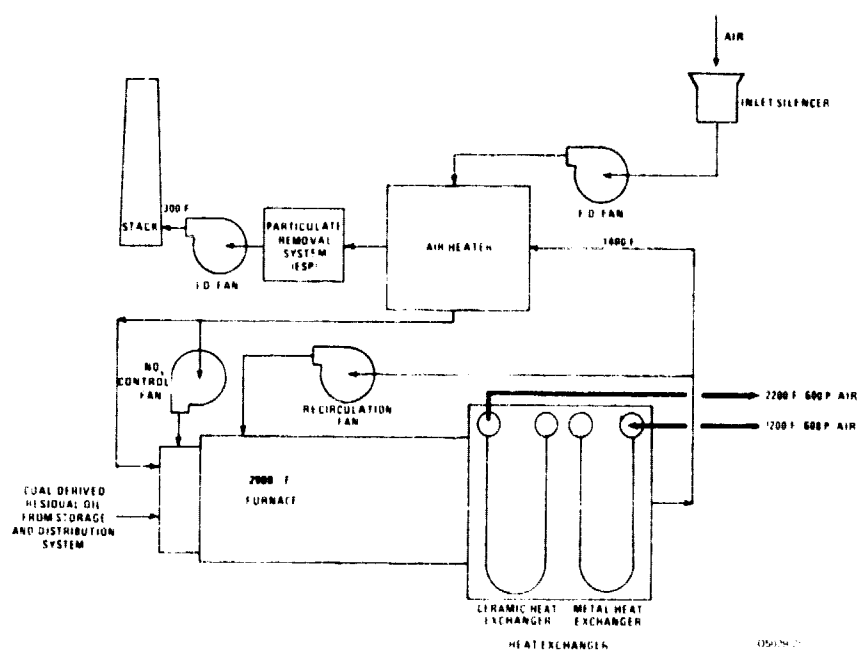 AIR
INLET SILENCER
F.D. FAN
STACK
300 F
I.D. FAN
PARTICULATE
REMOVAL
SYSTEM
(ESP)
AIR HEATER
NOx
CONTROL
FAN
RECIRCULATION
FAN
2200 F 600 P AIR
1200 F 600 P AIR
FURNACE
COAL DERIVED
RESIDUAL OIL
FROM STORAGE
AND DISTRIBUTION
SYSTEM
CERAMIC HEAT
EXCHANGER
METAL HEAT
EXCHANGER
HEAT EXCHANGER